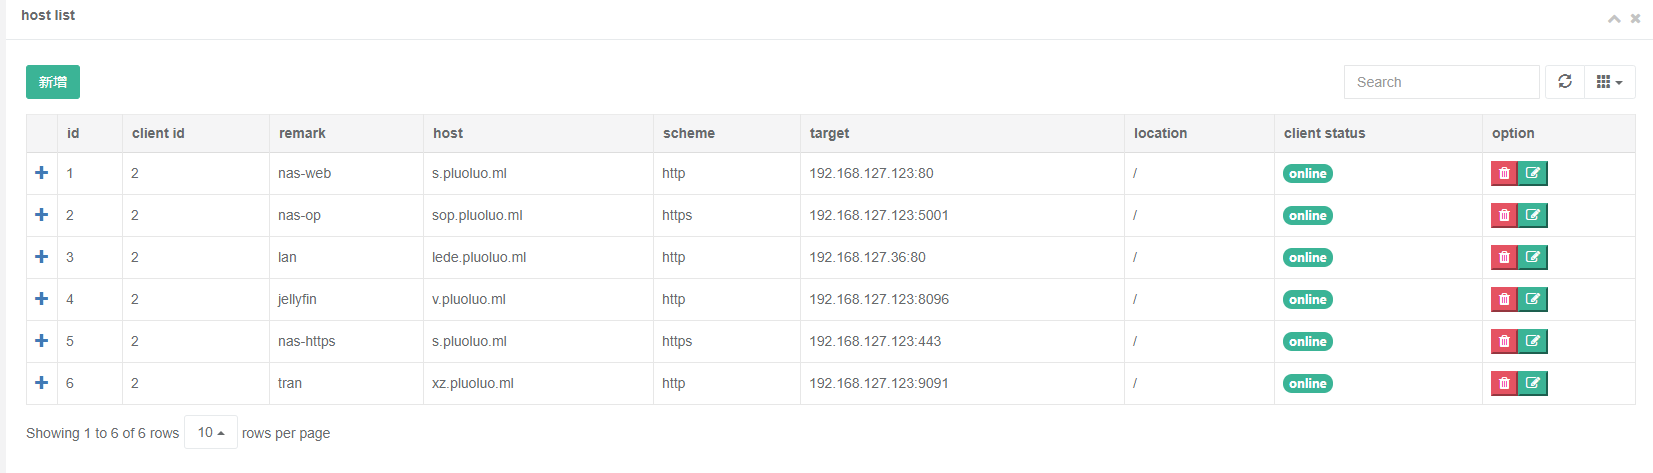 host list
新增
Search
id client id remark host scheme target location client status option
1 2 nas-web s.pluoluo.ml http 192.168.127.123:80 / online
2 2 nas-op sop.pluoluo.ml https 192.168.127.123:5001 / online
3 2 lan lede.pluoluo.ml http 192.168.127.36:80 / online
4 2 jellyfin v.pluoluo.ml http 192.168.127.123:8096 / online
5 2 nas-https s.pluoluo.ml https 192.168.127.123:443 / online
6 2 tran xz.pluoluo.ml http 192.168.127.123:9091 / online
Showing 1 to 6 of 6 rows 10 rows per page